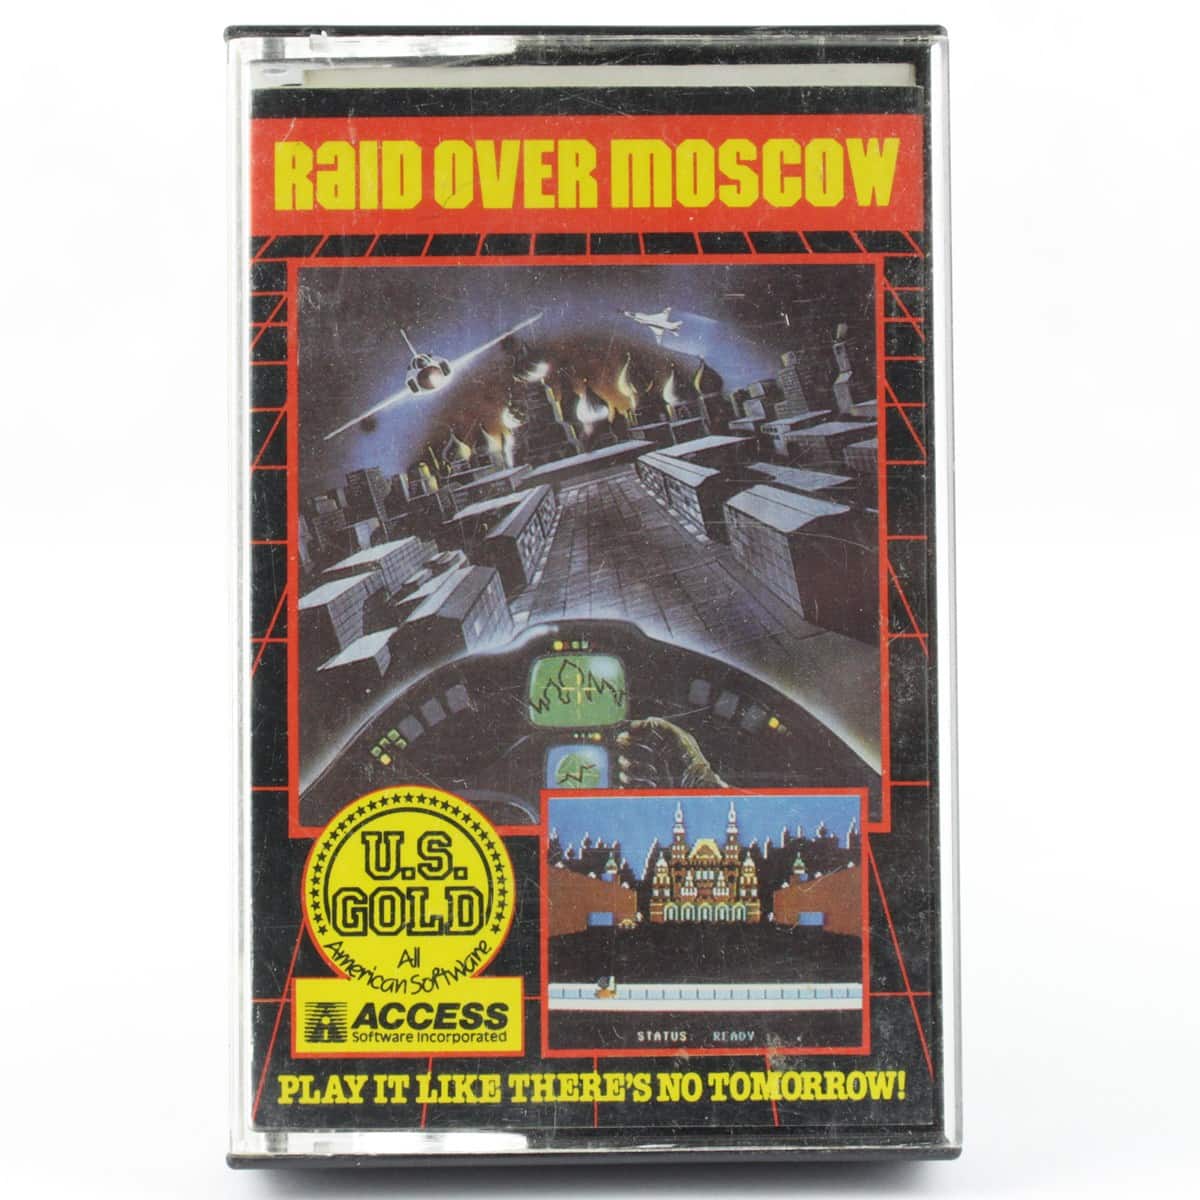 RAID OVER MOSCOW
U.S.
GOLD
All
American Software
ACCESS
Software Incorporated
STATUS READY
PLAY IT LIKE THERE'S NO TOMORROW!